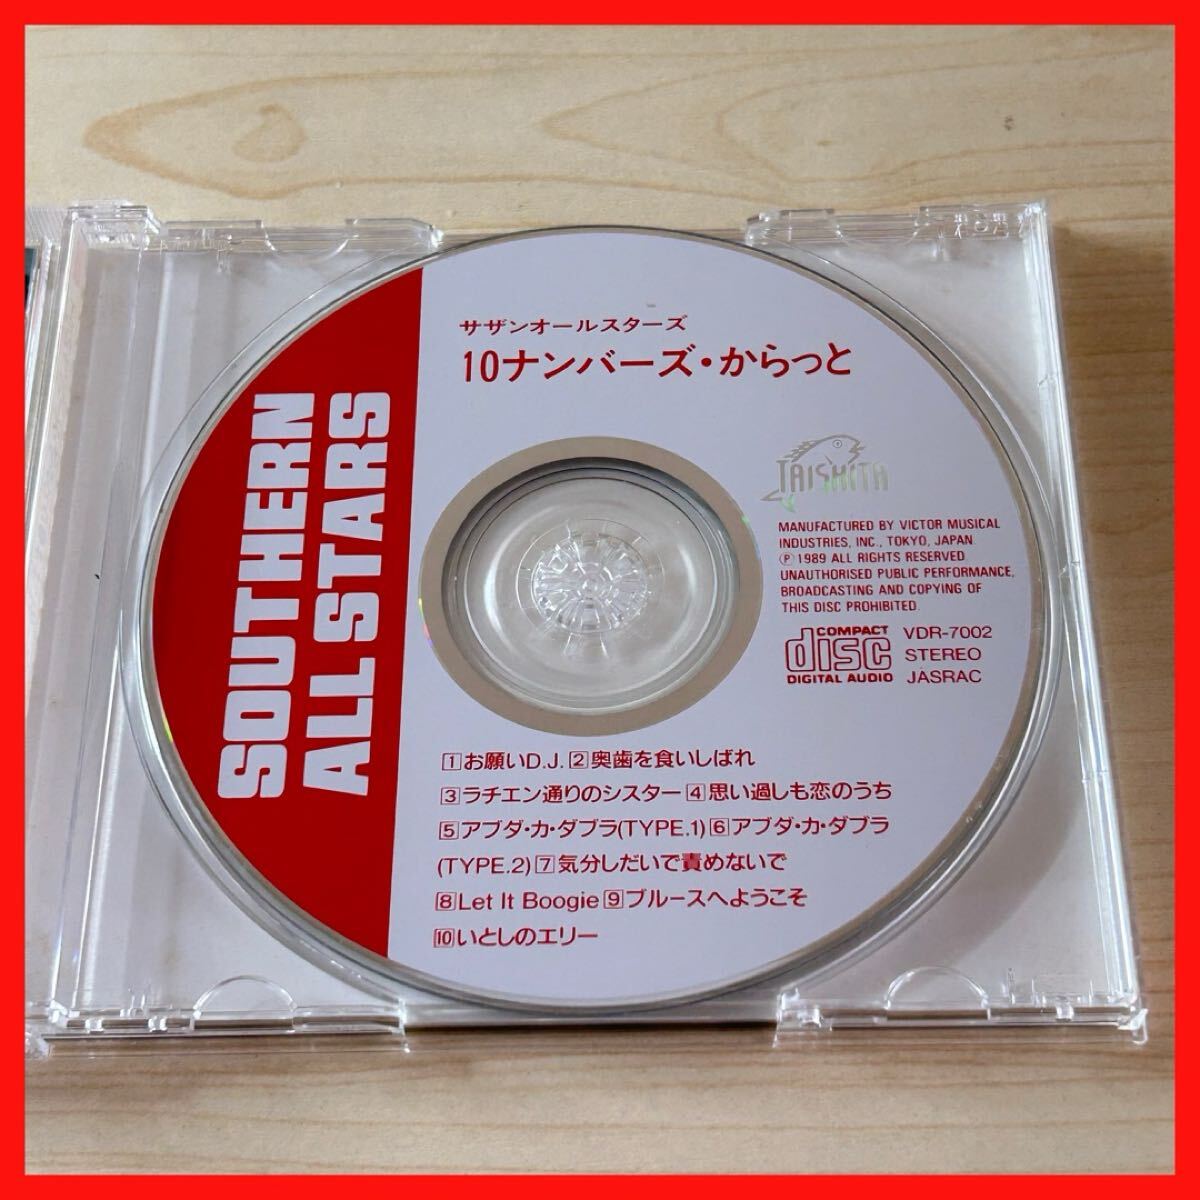 サザンオールスターズ
10ナンバーズ・からっと
SOUTHERN
ALL STARS
TAISHITA
MANUFACTURED BY VICTOR MUSICAL
INDUSTRIES, INC., TOKYO, JAPAN.
Ⓟ1989 ALL RIGHTS RESERVED.
UNAUTHORISED PUBLIC PERFORMANCE,
BROADCASTING AND COPYING OF
THIS DISC PROHIBITED.
COMPACT
disc
DIGITAL AUDIO
VDR-7002
STEREO
JASRAC
1お願いD.J. 2奥歯を食いしばれ
3ラチエン通りのシスター 4思い過しも恋のうち
5アブダ・カ・ダブラ(TYPE.1) 6アブダ・カ・ダブラ
(TYPE.2) 7気分しだいで責めないで
8Let It Boogie 9ブルースへようこそ
10いとしのエリー